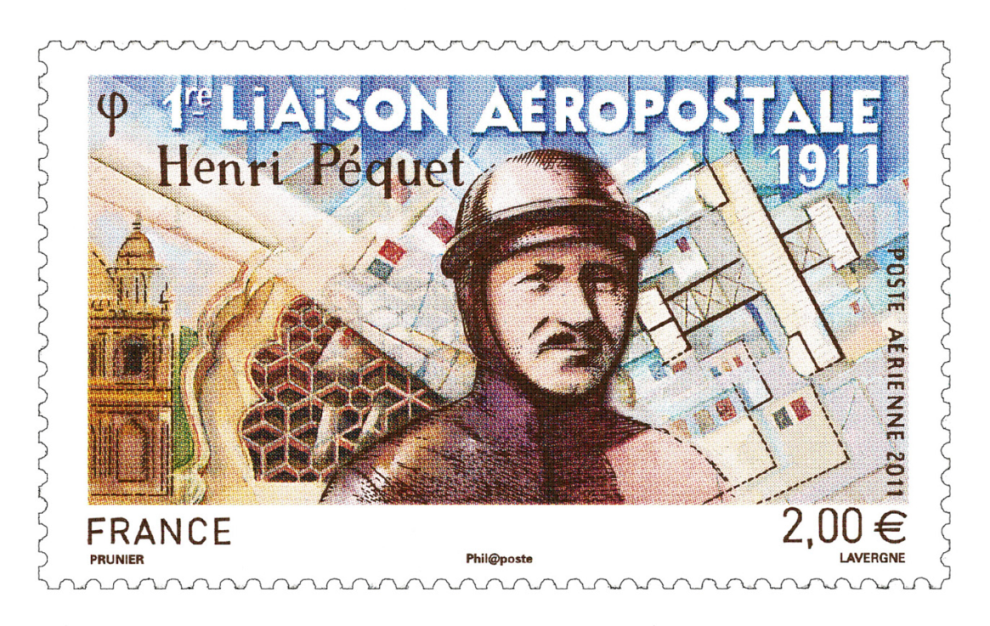 φ 1re LiAiSON AÉROPOSTALE
Henri Péquet 1911
POSTE AÉRIENNE 2011
FRANCE 2,00 €
PRUNIER Phil@poste LAVERGNE